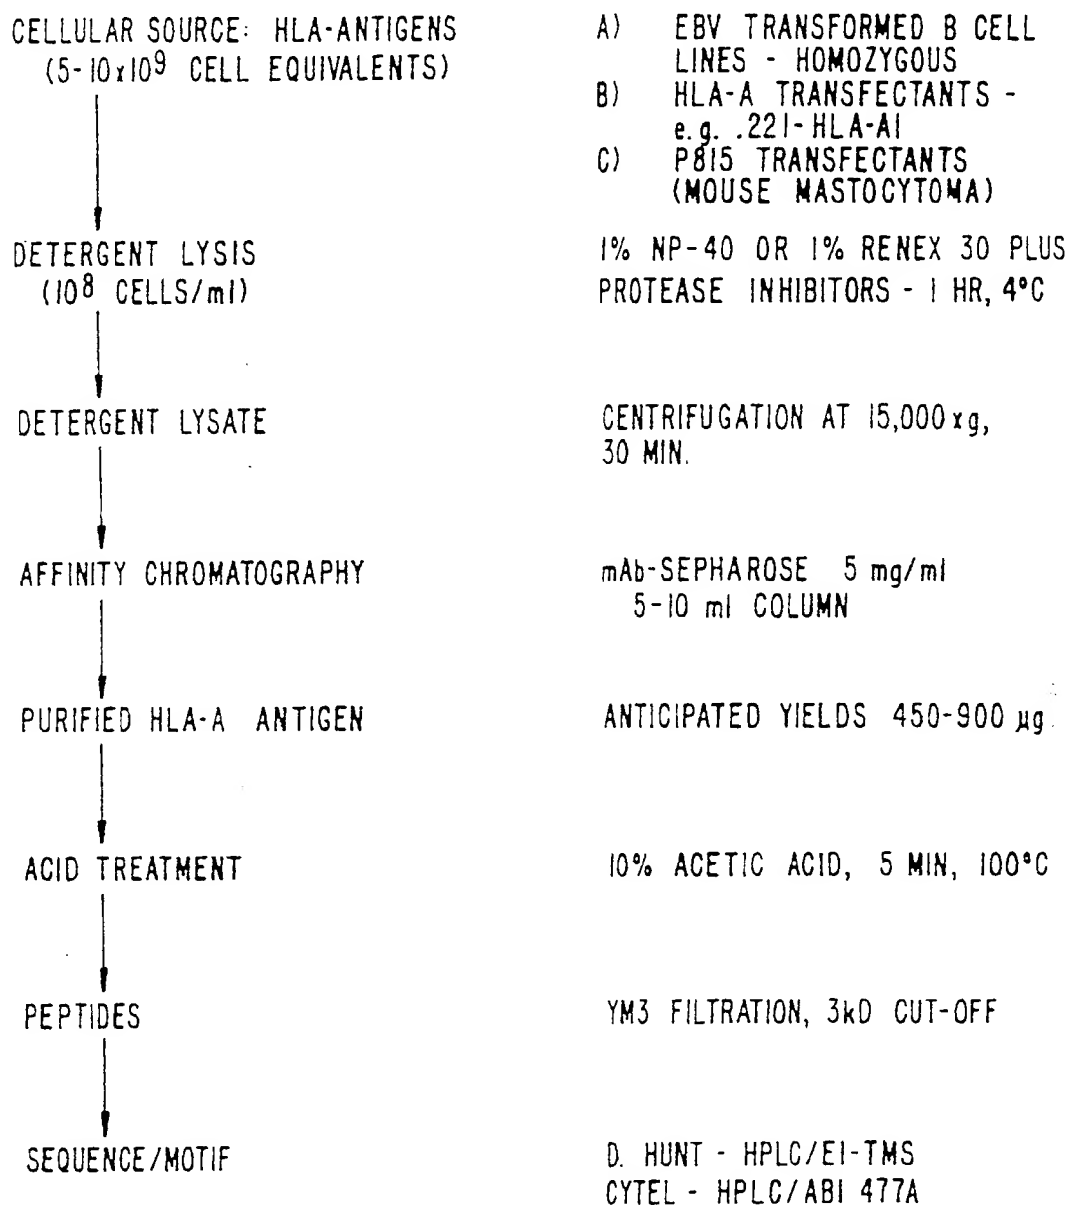 CELLULAR SOURCE: HLA-ANTIGENS
(5-10x10⁹ CELL EQUIVALENTS)
A) EBV TRANSFORMED B CELL
LINES - HOMOZYGOUS
B) HLA-A TRANSFECTANTS -
e.g. .221-HLA-A1
C) P815 TRANSFECTANTS
(MOUSE MASTOCYTOMA)
DETERGENT LYSIS
(10⁸ CELLS/ml)
1% NP-40 OR 1% RENEX 30 PLUS
PROTEASE INHIBITORS - 1 HR, 4°C
DETERGENT LYSATE
CENTRIFUGATION AT 15,000xg,
30 MIN.
AFFINITY CHROMATOGRAPHY
mAb-SEPHAROSE 5 mg/ml
5-10 ml COLUMN
PURIFIED HLA-A ANTIGEN
ANTICIPATED YIELDS 450-900 µg
ACID TREATMENT
10% ACETIC ACID, 5 MIN, 100°C
PEPTIDES
YM3 FILTRATION, 3kD CUT-OFF
SEQUENCE/MOTIF
D. HUNT - HPLC/EI-TMS
CYTEL - HPLC/ABI 477A